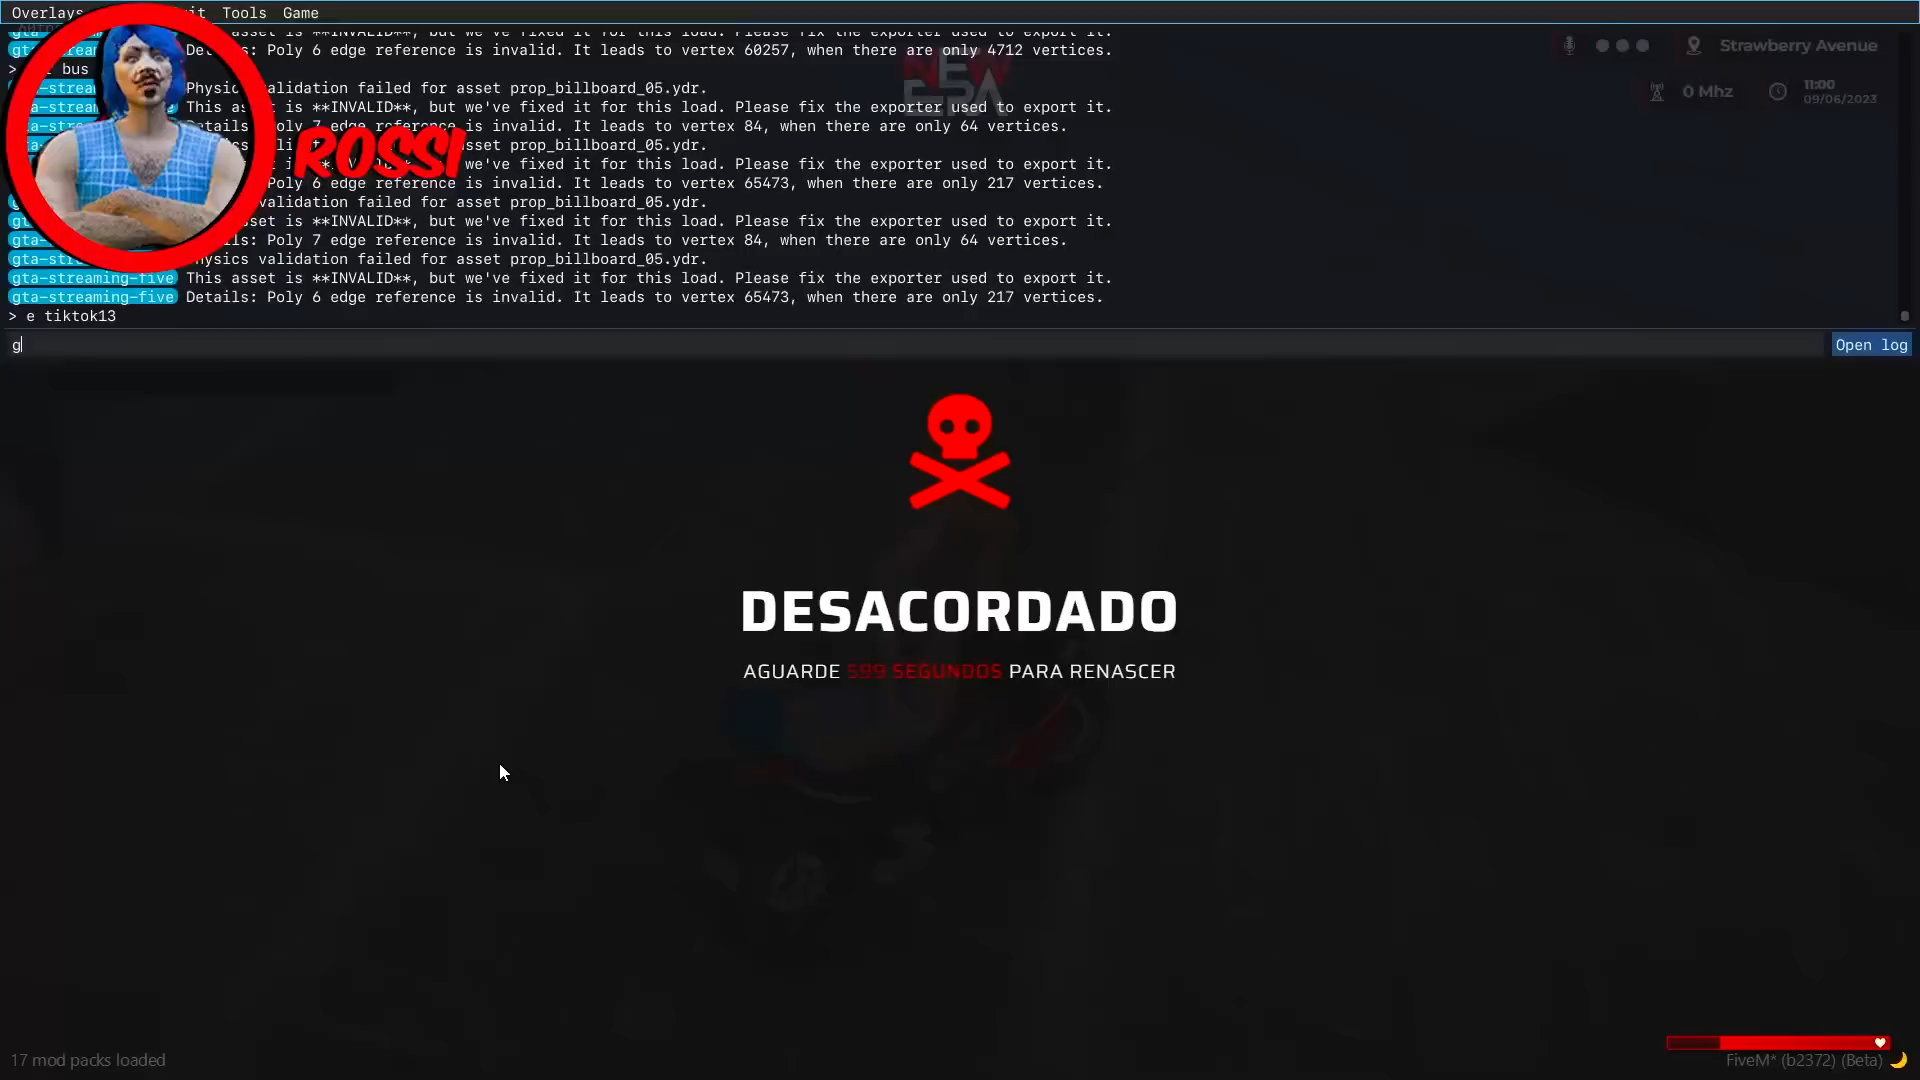 Overlays Tools Game
Details: Poly 6 edge reference is invalid. It leads to vertex 60257, when there are only 4712 vertices.
bus
validation failed for asset prop_billboard_05.ydr.
This asset is **INVALID**, but we've fixed it for this load. Please fix the exporter used to export it.
edge reference is invalid. It leads to vertex 84, when there are only 64 vertices.
asset prop_billboard_05.ydr.
we've fixed it for this load. Please fix the exporter used to export it.
Poly 6 edge reference is invalid. It leads to vertex 65473, when there are only 217 vertices.
validation failed for asset prop_billboard_05.ydr.
asset is **INVALID**, but we've fixed it for this load. Please fix the exporter used to export it.
Poly 7 edge reference is invalid. It leads to vertex 84, when there are only 64 vertices.
Physics validation failed for asset prop_billboard_05.ydr.
gta-streaming-five This asset is **INVALID**, but we've fixed it for this load. Please fix the exporter used to export it.
gta-streaming-five Details: Poly 6 edge reference is invalid. It leads to vertex 65473, when there are only 217 vertices.
> e tiktok13
g
Open log
ROSSI
NEW
ERA
Strawberry Avenue
0 Mhz
11:00
09/06/2023
DESACORDADO
AGUARDE 599 SEGUNDOS PARA RENASCER
17 mod packs loaded
FiveM* (b2372) (Beta)